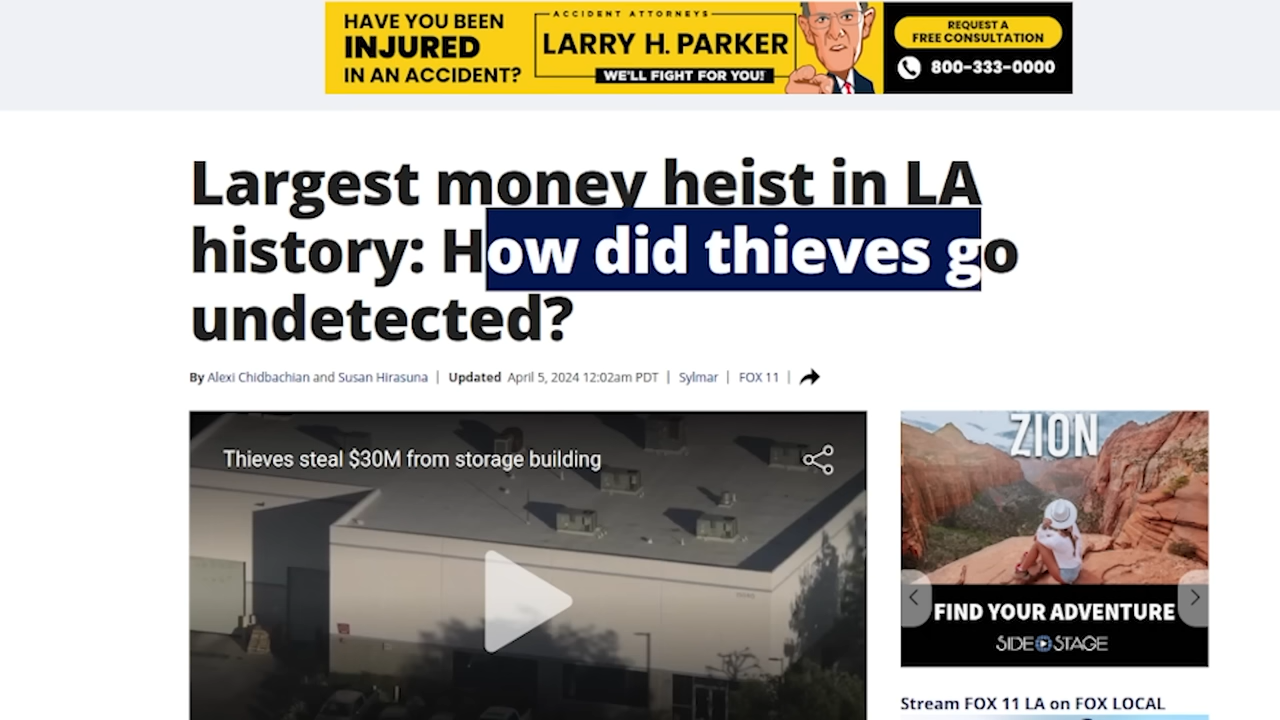 HAVE YOU BEEN
INJURED
IN AN ACCIDENT?
ACCIDENT ATTORNEYS
LARRY H. PARKER
WE'LL FIGHT FOR YOU!
REQUEST A
FREE CONSULTATION
800-333-0000
Largest money heist in LA
history: How did thieves go
undetected?
By Alexi Chidbachian and Susan Hirasuna | Updated April 5, 2024 12:02am PDT | Sylmar | FOX 11 |
Thieves steal $30M from storage building
ZION
FIND YOUR ADVENTURE
SIDE STAGE
Stream FOX 11 LA on FOX LOCAL